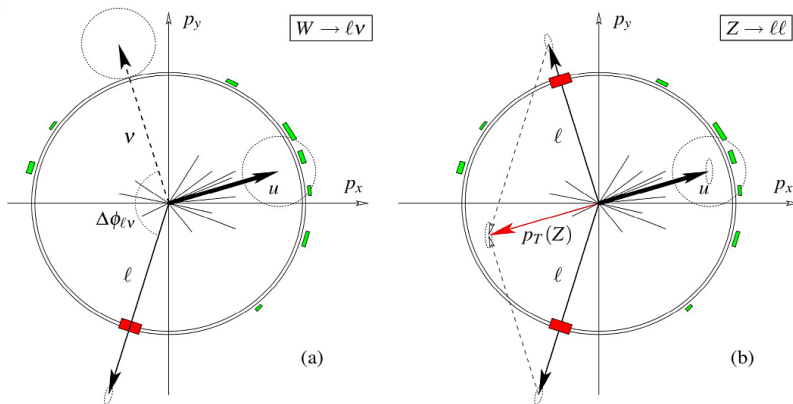 p_y
W → ℓν
ν
u
p_x
Δϕ_ℓν
ℓ
(a)
p_y
Z → ℓℓ
ℓ
u
p_x
p_T(Z)
ℓ
(b)